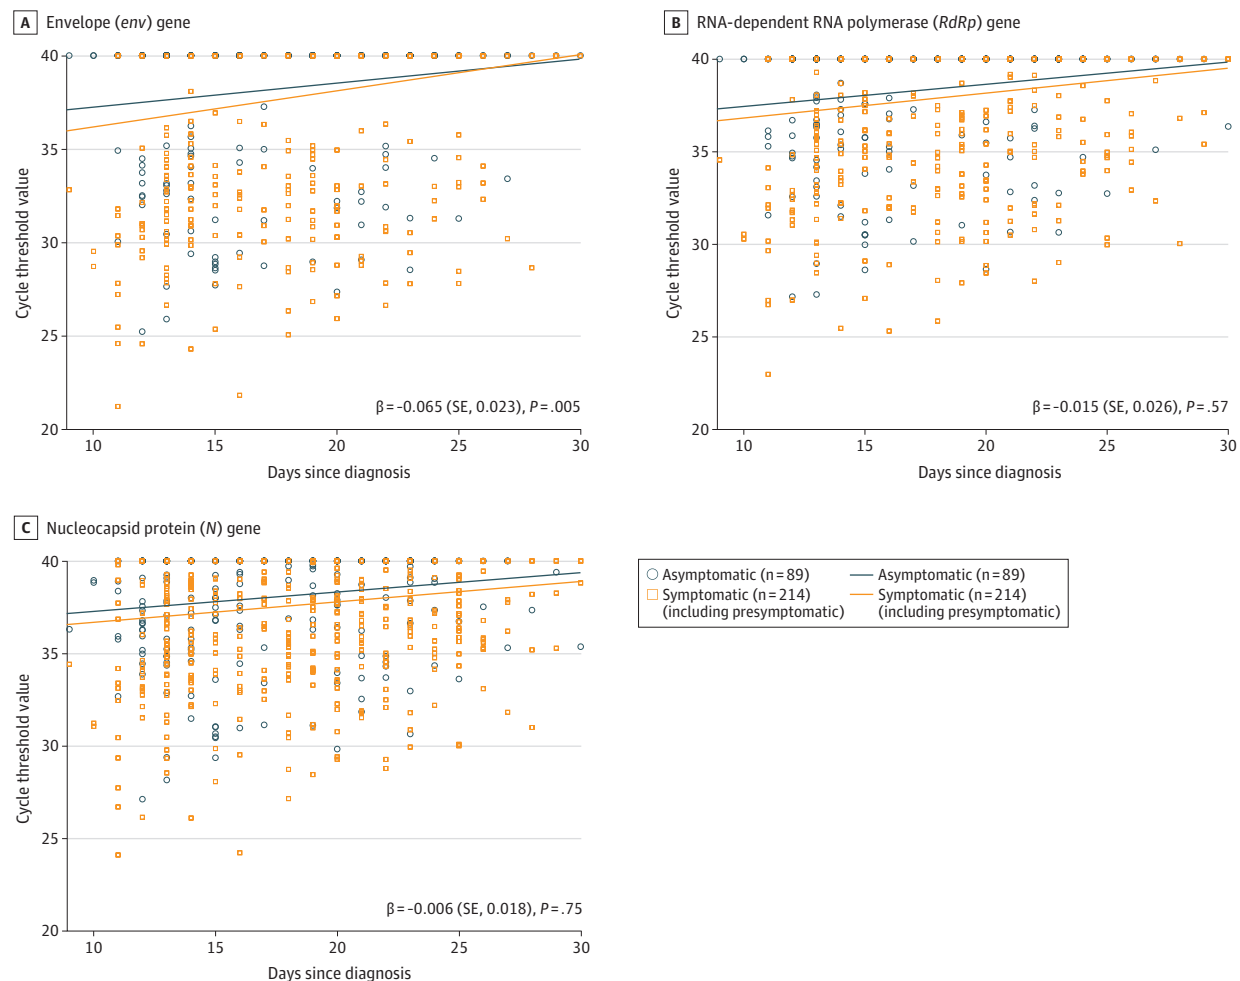 A Envelope (env) gene
40
35
30
25
20
Cycle threshold value
β = -0.065 (SE, 0.023), P = .005
10 15 20 25 30
Days since diagnosis
B RNA-dependent RNA polymerase (RdRp) gene
40
35
30
25
20
Cycle threshold value
β = -0.015 (SE, 0.026), P = .57
10 15 20 25 30
Days since diagnosis
C Nucleocapsid protein (N) gene
40
35
30
25
20
Cycle threshold value
β = -0.006 (SE, 0.018), P = .75
10 15 20 25 30
Days since diagnosis
Asymptomatic (n = 89) Asymptomatic (n = 89)
Symptomatic (n = 214) Symptomatic (n = 214)
(including presymptomatic) (including presymptomatic)